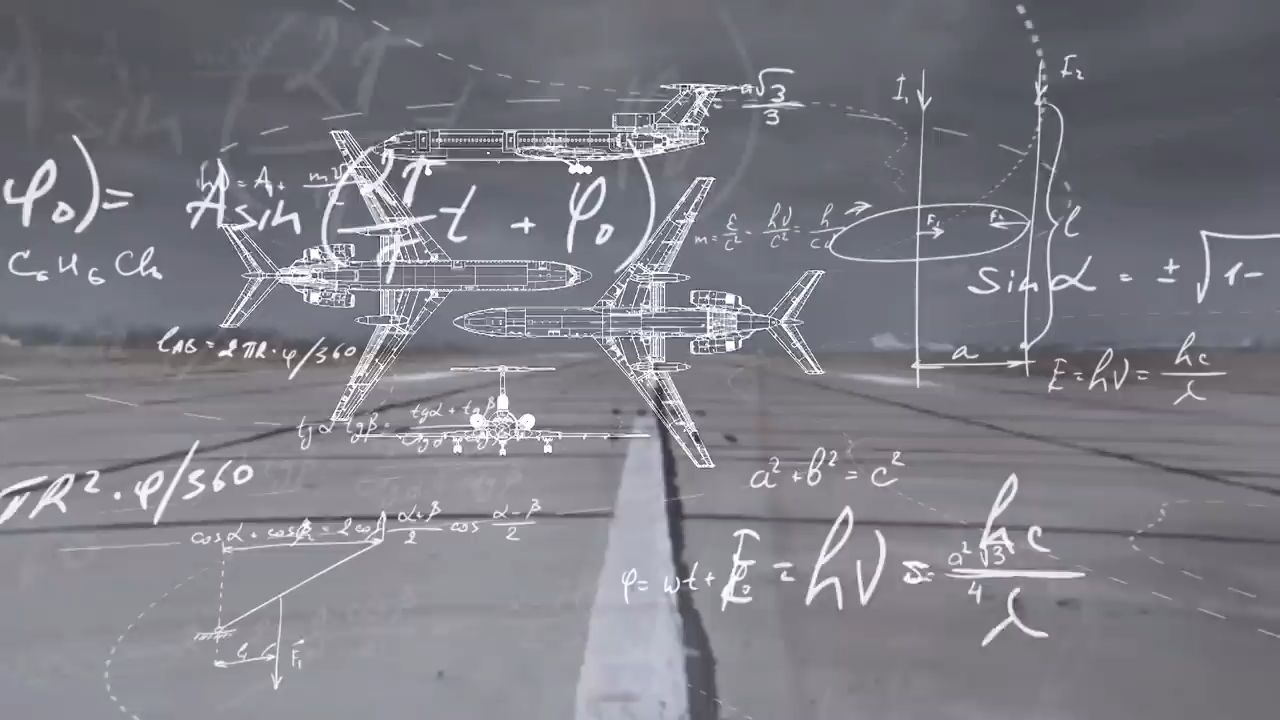 a√3/3
I₁
I₂
φ₀) =
A sin (2π/T t + φ₀)
m = ε/c² = hν/c² = h/cλ
F₁
F₂
l
C₆H₆Cl₆
sin α = ± √1-
l_AB = 2πR·φ/360
a
E = hν = hc/λ
πR²·φ/360
a² + b² = c²
cos α + cos β = 2 cos α+β/2 cos α-β/2
φ = ωt + φ₀
E = hν = hc/λ
S = a²√3/4
F₁